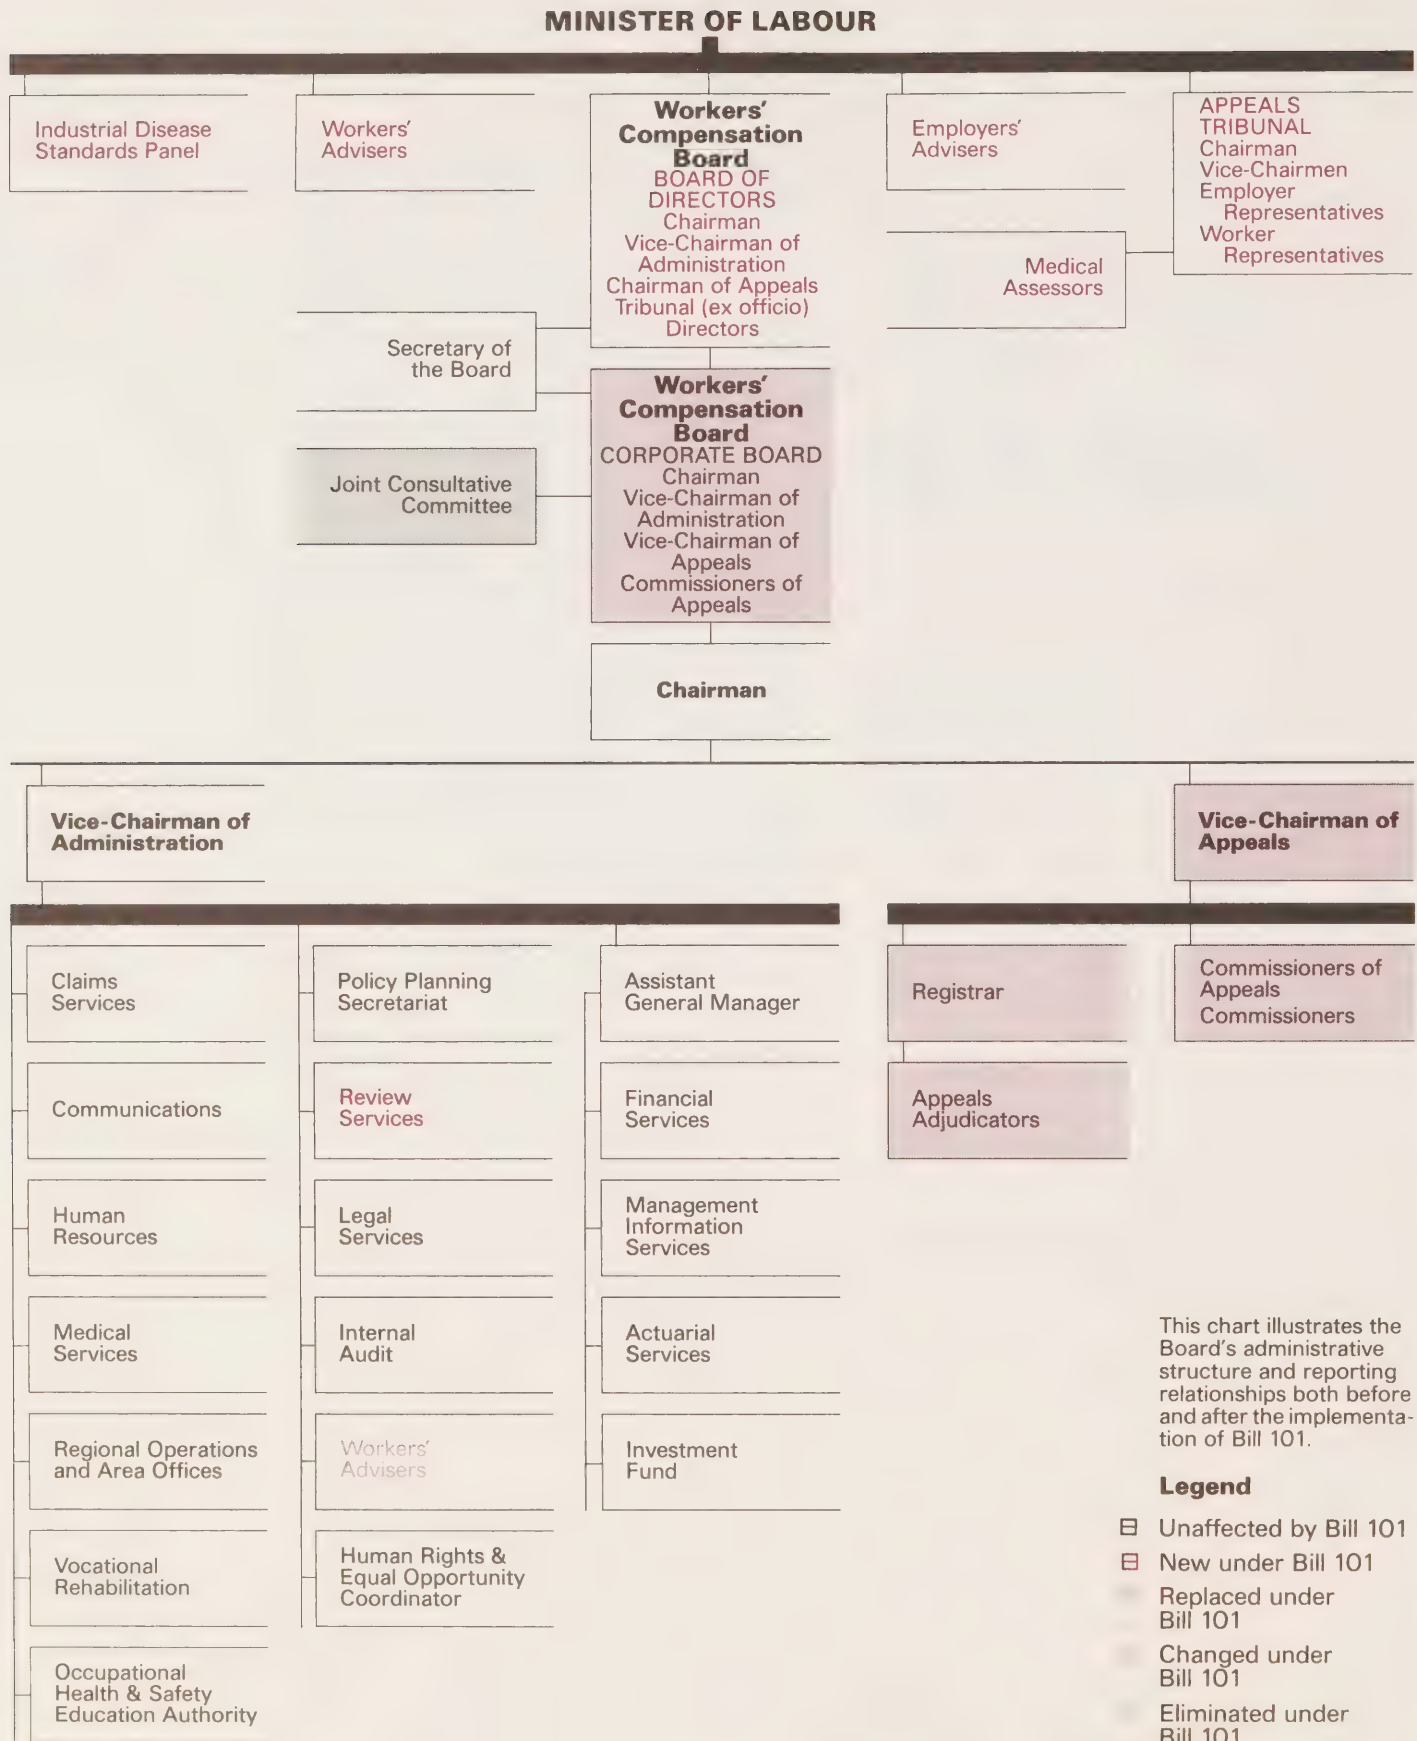 MINISTER OF LABOUR
Industrial Disease
Standards Panel
Workers'
Advisers
Workers'
Compensation
Board
BOARD OF
DIRECTORS
Chairman
Vice-Chairman of
Administration
Chairman of Appeals
Tribunal (ex officio)
Directors
Employers'
Advisers
APPEALS
TRIBUNAL
Chairman
Vice-Chairmen
Employer
Representatives
Worker
Representatives
Medical
Assessors
Secretary of
the Board
Workers'
Compensation
Board
CORPORATE BOARD
Chairman
Vice-Chairman of
Administration
Vice-Chairman of
Appeals
Commissioners of
Appeals
Joint Consultative
Committee
Chairman
Vice-Chairman of
Administration
Vice-Chairman of
Appeals
Claims
Services
Communications
Human
Resources
Medical
Services
Regional Operations
and Area Offices
Vocational
Rehabilitation
Occupational
Health & Safety
Education Authority
Policy Planning
Secretariat
Review
Services
Legal
Services
Internal
Audit
Workers'
Advisers
Human Rights &
Equal Opportunity
Coordinator
Assistant
General Manager
Financial
Services
Management
Information
Services
Actuarial
Services
Investment
Fund
Registrar
Appeals
Adjudicators
Commissioners of
Appeals
Commissioners
This chart illustrates the
Board's administrative
structure and reporting
relationships both before
and after the implementa-
tion of Bill 101.
Legend
Unaffected by Bill 101
New under Bill 101
Replaced under
Bill 101
Changed under
Bill 101
Eliminated under
Bill 101